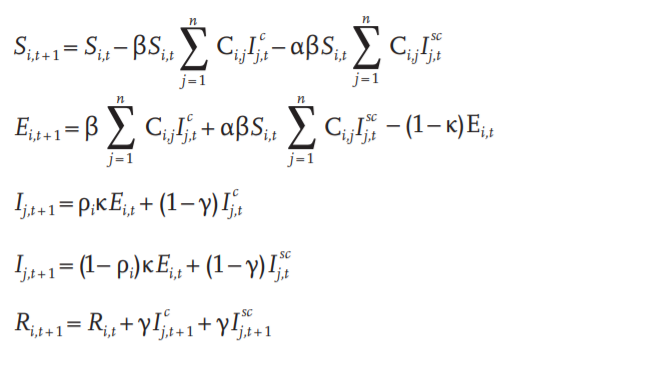 S_{i,t+1} = S_{i,t} − βS_{i,t} ∑_{j=1}^{n} C_{i,j}I^{c}_{j,t} − αβS_{i,t} ∑_{j=1}^{n} C_{i,j}I^{sc}_{j,t}
E_{i,t+1} = β ∑_{j=1}^{n} C_{i,j}I^{c}_{j,t} + αβS_{i,t} ∑_{j=1}^{n} C_{i,j}I^{sc}_{j,t} − (1−κ)E_{i,t}
I_{j,t+1} = ρ_{i}κE_{i,t} + (1−γ)I^{c}_{j,t}
I_{j,t+1} = (1−ρ_{i})κE_{i,t} + (1−γ)I^{sc}_{j,t}
R_{i,t+1} = R_{i,t} + γI^{c}_{j,t+1} + γI^{sc}_{j,t+1}